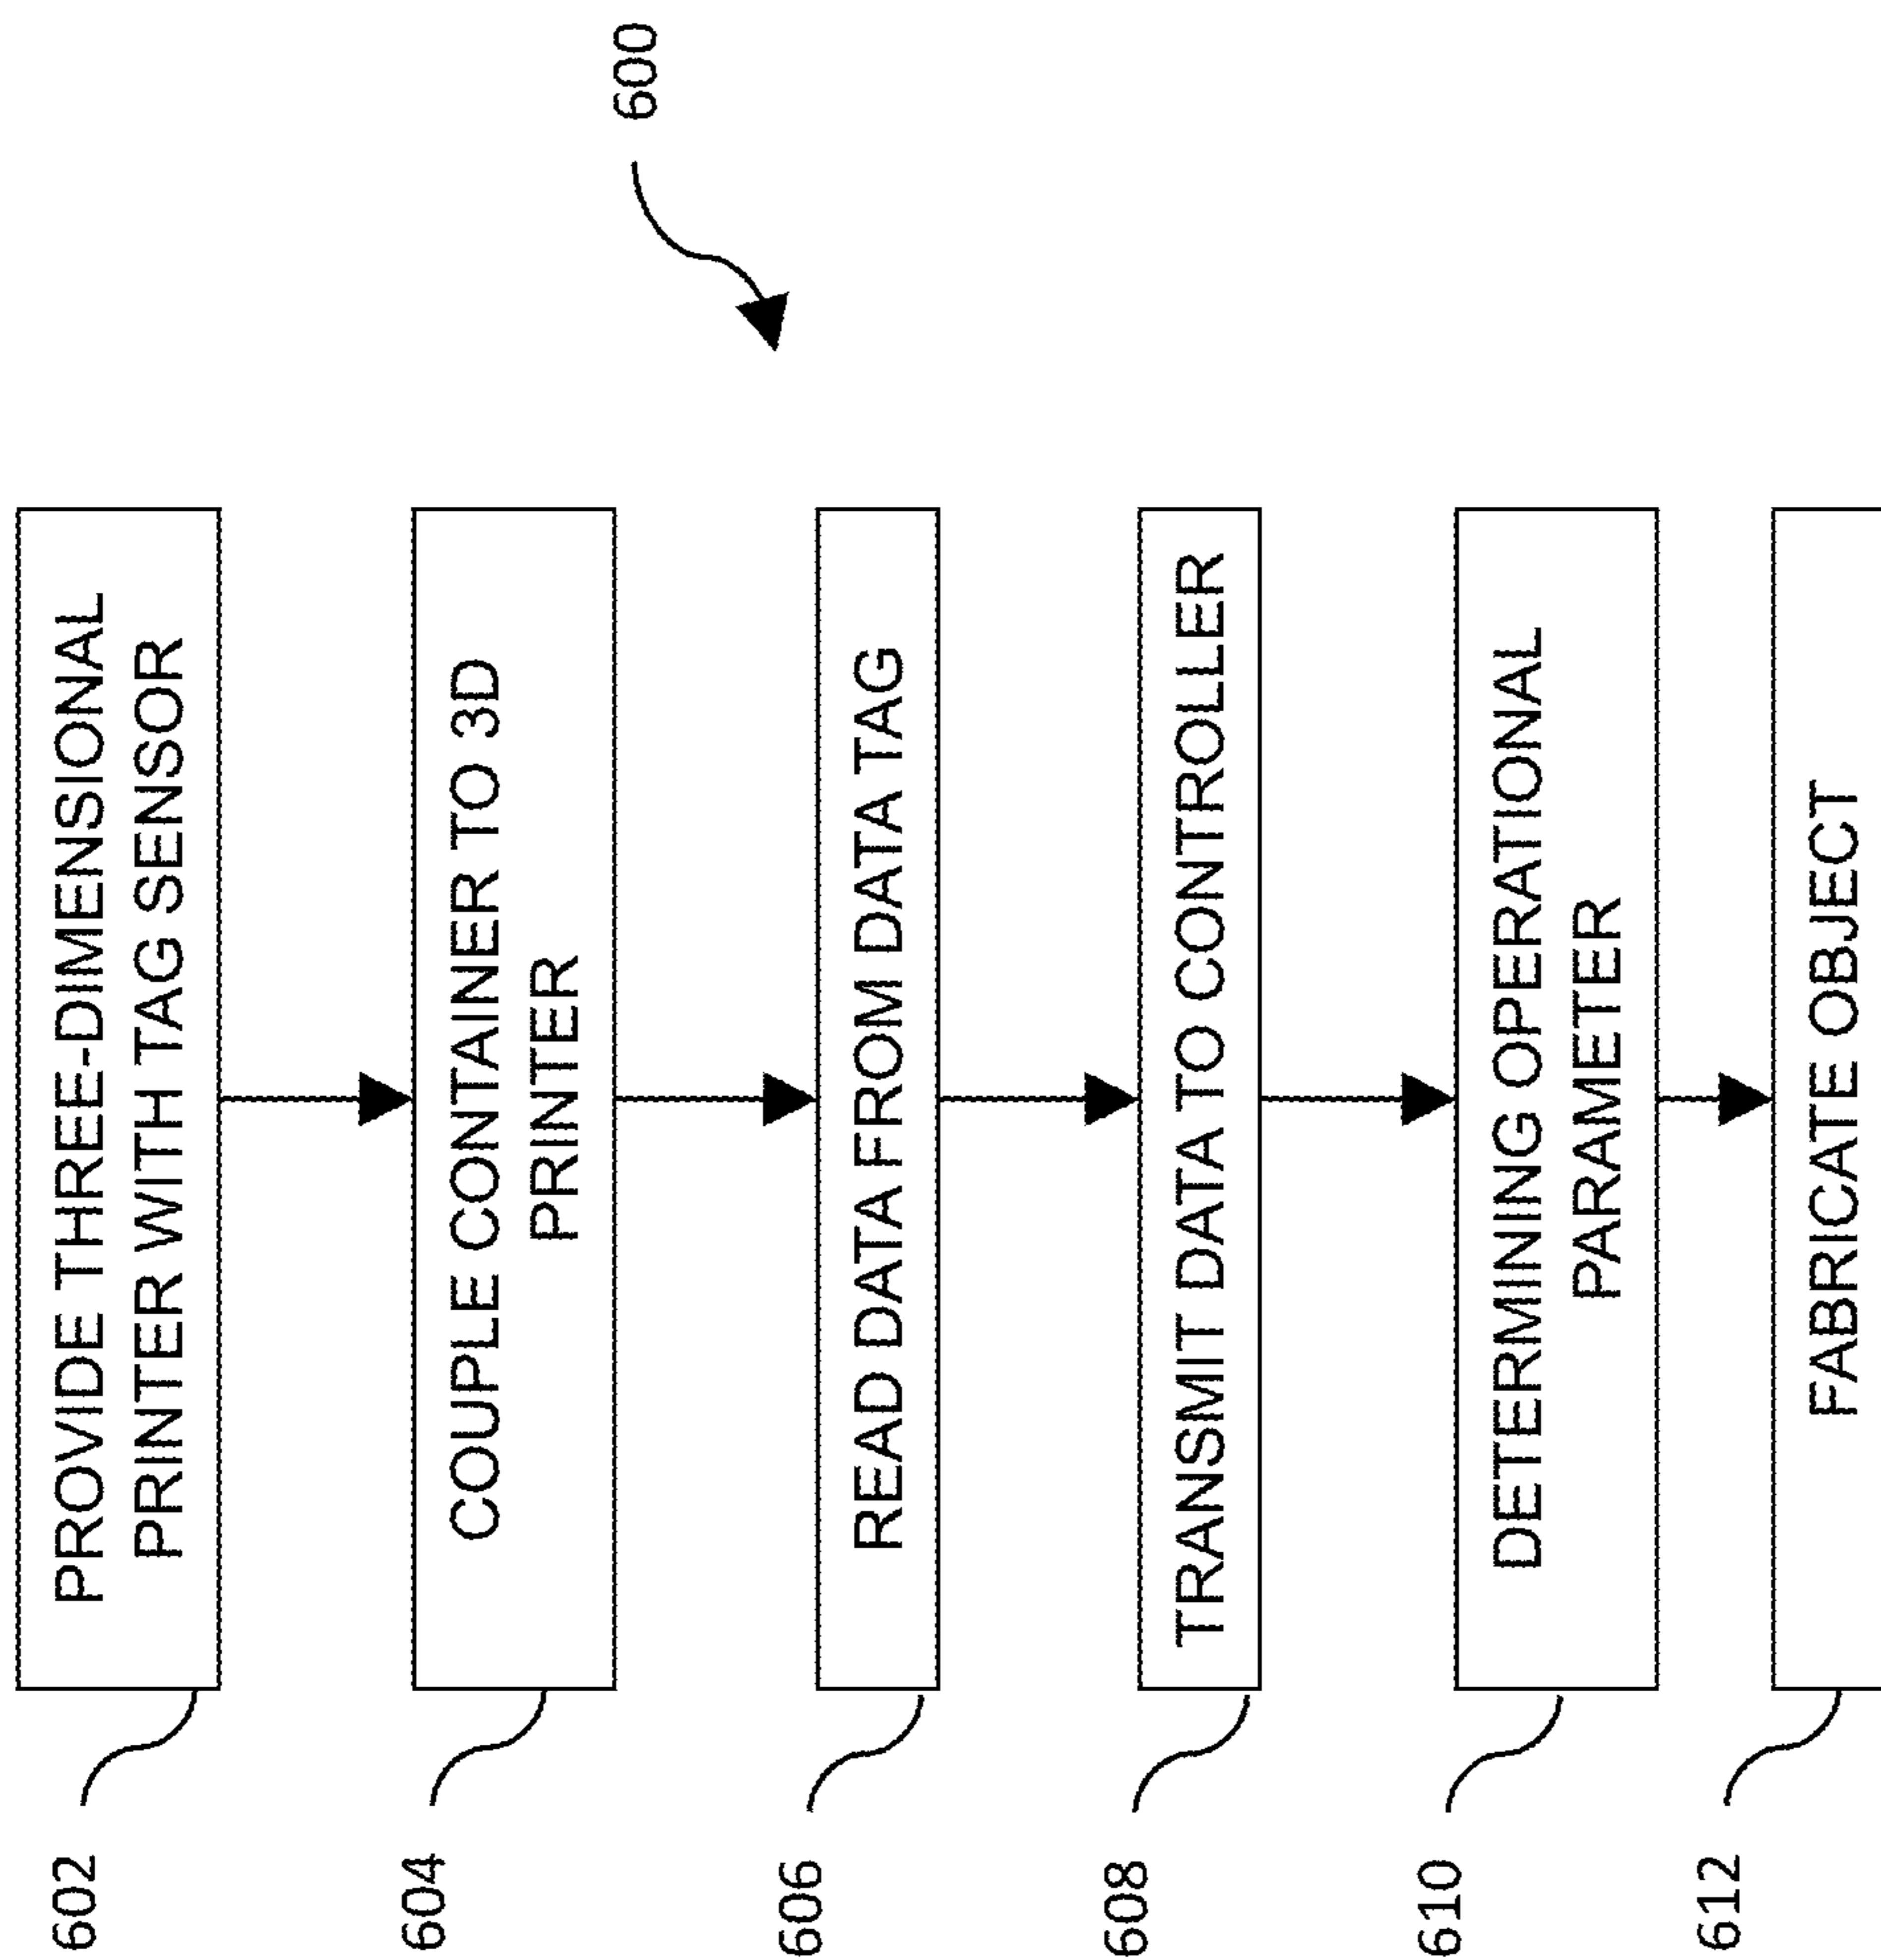 600
602
PROVIDE THREE-DIMENSIONAL
PRINTER WITH TAG SENSOR
604
COUPLE CONTAINER TO 3D
PRINTER
606
READ DATA FROM DATA TAG
608
TRANSMIT DATA TO CONTROLLER
610
DETERMINING OPERATIONAL
PARAMETER
612
FABRICATE OBJECT